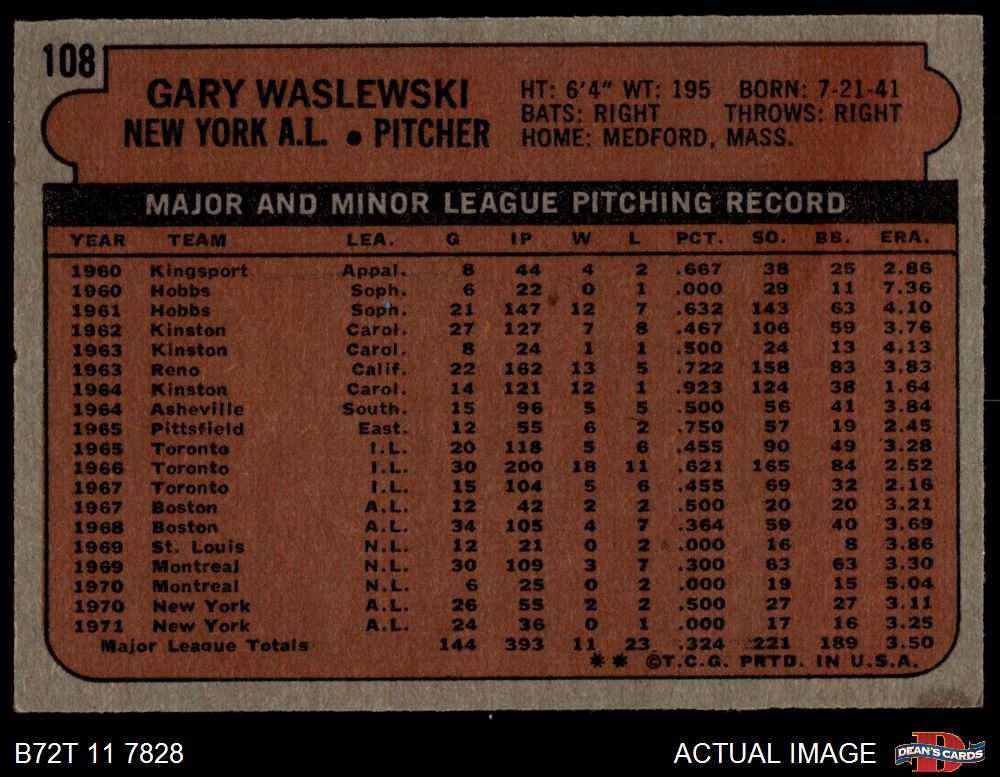 108
GARY WASLEWSKI
NEW YORK A.L. • PITCHER
HT: 6'4" WT: 195 BORN: 7-21-41
BATS: RIGHT THROWS: RIGHT
HOME: MEDFORD, MASS.
MAJOR AND MINOR LEAGUE PITCHING RECORD
YEAR TEAM LEA. G IP W L PCT. SO. BB. ERA.
1960 Kingsport Appal. 8 44 4 2 .667 38 25 2.86
1960 Hobbs Soph. 6 22 0 1 .000 29 11 7.36
1961 Hobbs Soph. 21 147 12 7 .632 143 63 4.10
1962 Kinston Carol. 27 127 7 8 .467 106 59 3.76
1963 Kinston Carol. 8 24 1 1 .500 24 13 4.13
1963 Reno Calif. 22 162 13 5 .722 158 83 3.83
1964 Kinston Carol. 14 121 12 1 .923 124 38 1.64
1964 Asheville South. 15 96 5 5 .500 56 41 3.84
1965 Pittsfield East. 12 55 6 2 .750 57 19 2.45
1965 Toronto I.L. 20 118 5 6 .455 90 49 3.28
1966 Toronto I.L. 30 200 18 11 .621 165 84 2.52
1967 Toronto I.L. 15 104 5 6 .455 69 32 2.16
1967 Boston A.L. 12 42 2 2 .500 20 20 3.21
1968 Boston A.L. 34 105 4 7 .364 59 40 3.69
1969 St. Louis N.L. 12 21 0 2 .000 16 8 3.86
1969 Montreal N.L. 30 109 3 7 .300 63 63 3.30
1970 Montreal N.L. 6 25 0 2 .000 19 15 5.04
1970 New York A.L. 26 55 2 2 .500 27 27 3.11
1971 New York A.L. 24 36 0 1 .000 17 16 3.25
Major League Totals 144 393 11 23 .324 221 189 3.50
** ©T.C.G. PRTD. IN U.S.A.
B72T 11 7828
ACTUAL IMAGE
D
DEAN'S CARDS